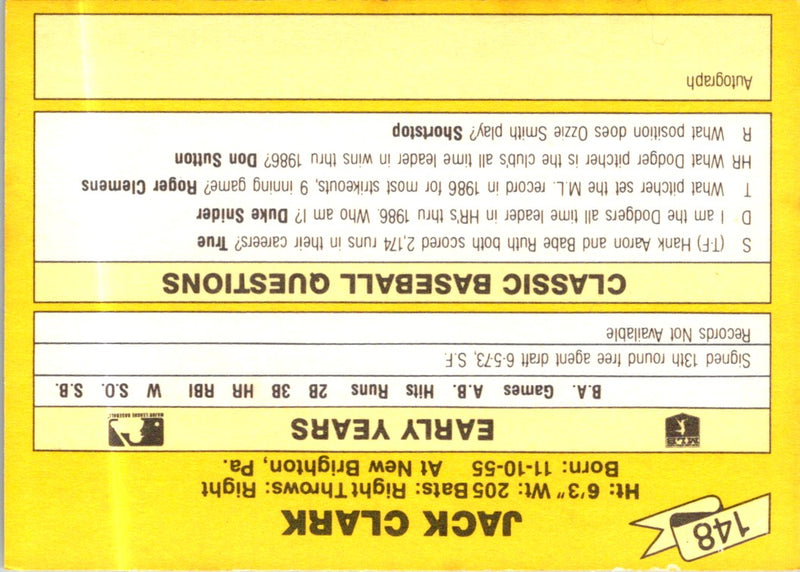 148
JACK CLARK
Ht: 6'3" Wt: 205 Bats: Right Throws: Right
Born: 11-10-55 At New Brighton, Pa.
MLB
EARLY YEARS
MAJOR LEAGUE BASEBALL
B.A. Games A.B. Hits Runs 2B 3B HR RBI W S.O. S.B.
Signed 13th round free agent draft 6-5-73, S.F.
Records Not Available
CLASSIC BASEBALL QUESTIONS
S (T-F) Hank Aaron and Babe Ruth both scored 2,174 runs in their careers? True
D I am the Dodgers all time leader in HR's thru 1986. Who am I? Duke Snider
T What pitcher set the M.L. record in 1986 for most strikeouts, 9 inning game? Roger Clemens
HR What Dodger pitcher is the club's all time leader in wins thru 1986? Don Sutton
R What position does Ozzie Smith play? Shortstop
Autograph